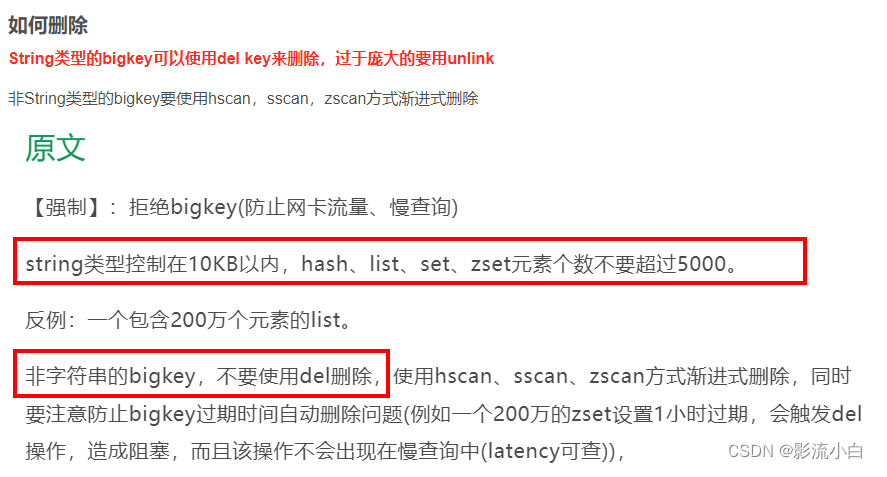 如何删除
String类型的bigkey可以使用del key来删除，过于庞大的要用unlink
非String类型的bigkey要使用hscan，sscan，zscan方式渐进式删除
原文
【强制】：拒绝bigkey(防止网卡流量、慢查询)
string类型控制在10KB以内，hash、list、set、zset元素个数不要超过5000。
反例：一个包含200万个元素的list。
非字符串的bigkey，不要使用del删除，使用hscan、sscan、zscan方式渐进式删除，同时
要注意防止bigkey过期时间自动删除问题(例如一个200万的zset设置1小时过期，会触发del
操作，造成阻塞，而且该操作不会出现在慢查询中(latency可查))，
CSDN @影流小白